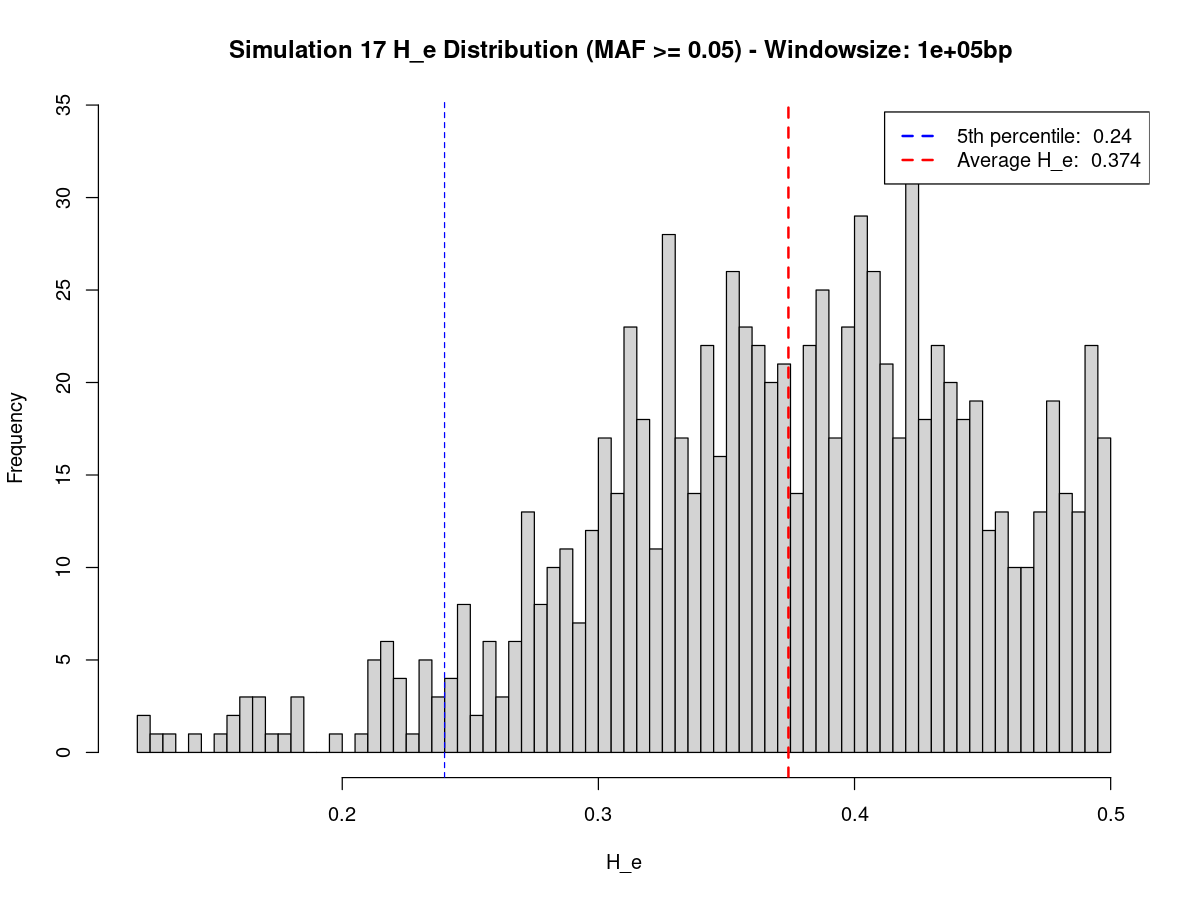 Simulation 17 H_e Distribution (MAF >= 0.05) - Windowsize: 1e+05bp
5th percentile: 0.24
Average H_e: 0.374
Frequency
35
30
25
20
15
10
5
0
0.2 0.3 0.4 0.5
H_e